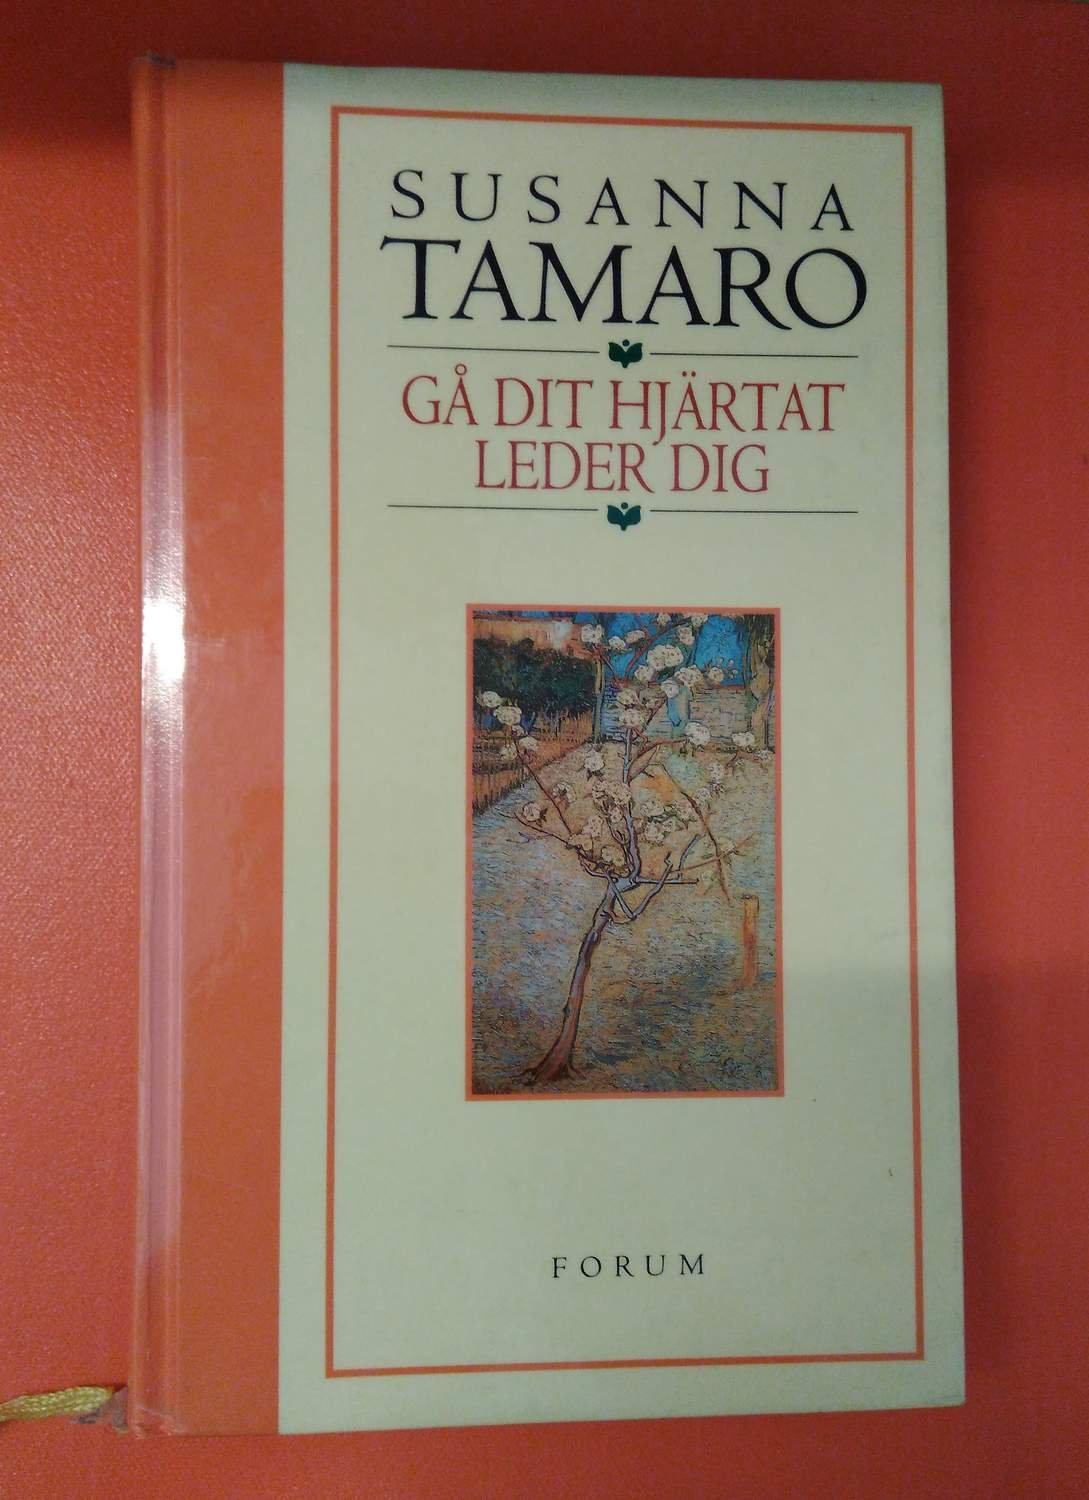 SUSANNA
TAMARO
GÅ DIT HJÄRTAT
LEDER DIG
FORUM